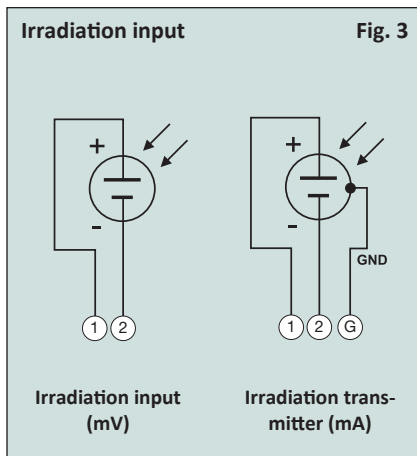 Irradiation input Fig. 3
+ +
- -
GND
1 2 1 2 G
Irradiation input
(mV)
Irradiation trans-
mitter (mA)